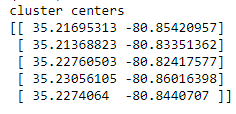 cluster centers
[[ 35.21695313 -80.85420957]
 [ 35.21368823 -80.83351362]
 [ 35.22760503 -80.82417577]
 [ 35.23056105 -80.86016398]
 [ 35.2274064  -80.8440707 ]]